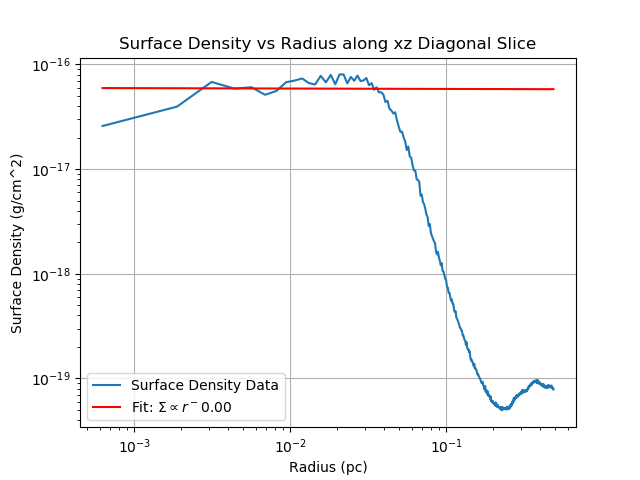 Surface Density vs Radius along xz Diagonal Slice
Surface Density (g/cm^2)
10⁻¹⁶
10⁻¹⁷
10⁻¹⁸
10⁻¹⁹
Surface Density Data
Fit: Σ ∝ r⁻0.00
10⁻³
10⁻²
10⁻¹
Radius (pc)